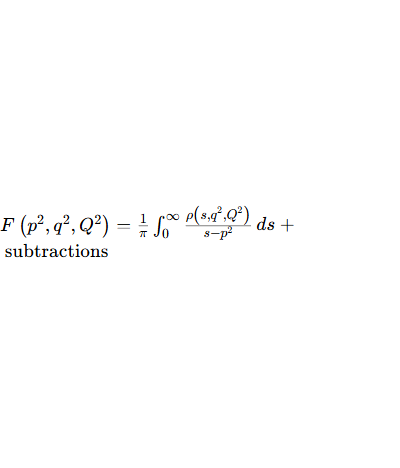 F (p², q², Q²) = 1/π ∫₀^∞ ρ(s,q²,Q²)/(s−p²) ds +
subtractions